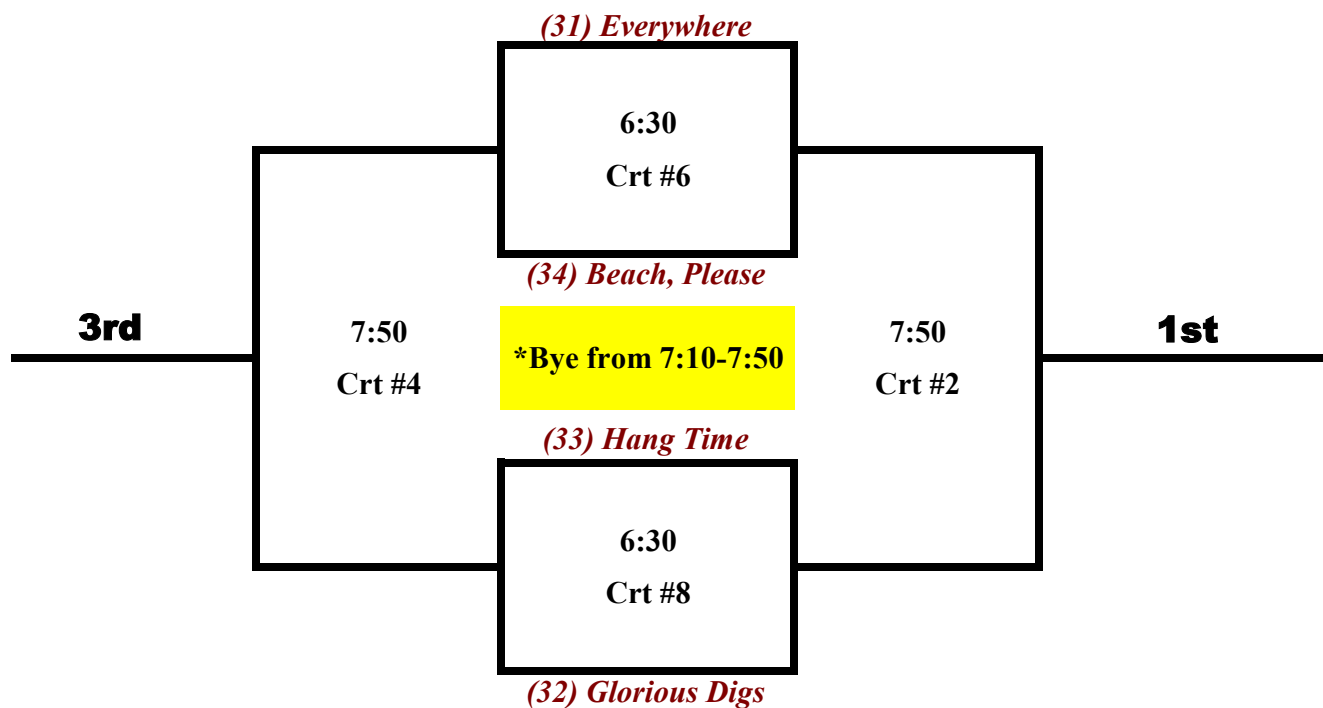 (31) Everywhere
6:30
Crt #6
(34) Beach, Please
3rd
7:50
Crt #4
*Bye from 7:10-7:50
7:50
Crt #2
1st
(33) Hang Time
6:30
Crt #8
(32) Glorious Digs